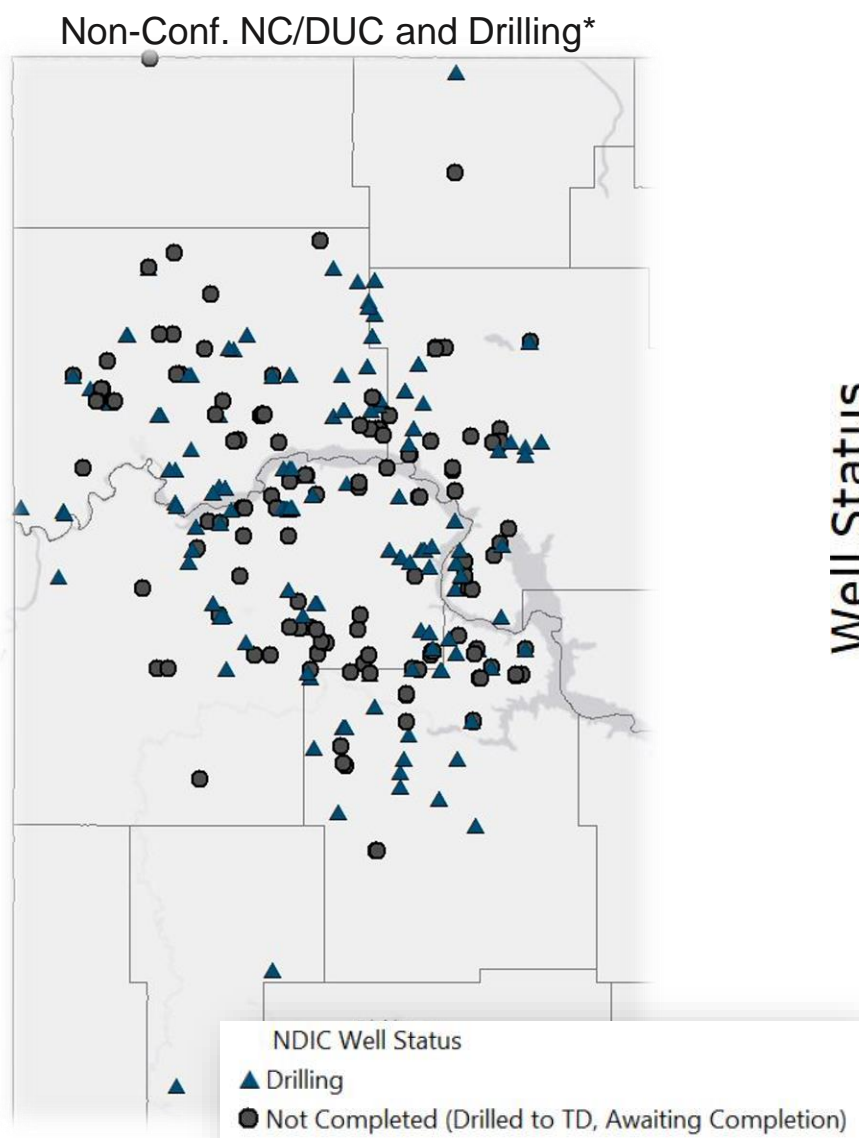 Non-Conf. NC/DUC and Drilling*
Well Status
NDIC Well Status
Drilling
Not Completed (Drilled to TD, Awaiting Completion)